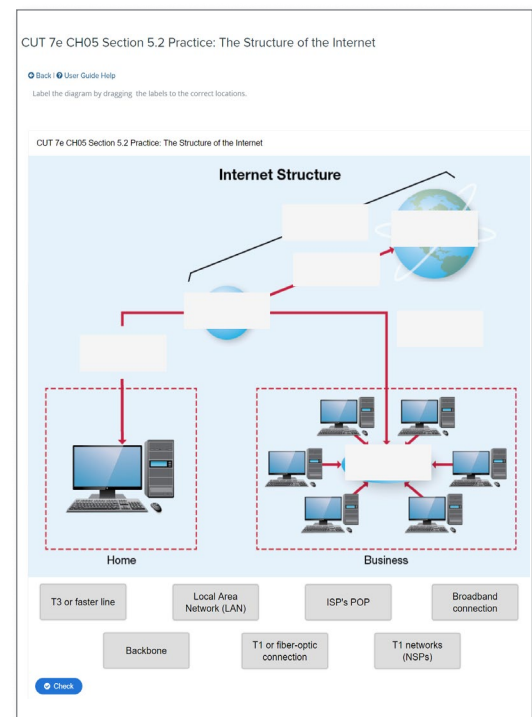 CUT 7e CH05 Section 5.2 Practice: The Structure of the Internet
Back | User Guide Help
Label the diagram by dragging the labels to the correct locations.
CUT 7e CH05 Section 5.2 Practice: The Structure of the Internet
Internet Structure
Home
Business
T3 or faster line
Local Area
Network (LAN)
ISP's POP
Broadband
connection
Backbone
T1 or fiber-optic
connection
T1 networks
(NSPs)
Check